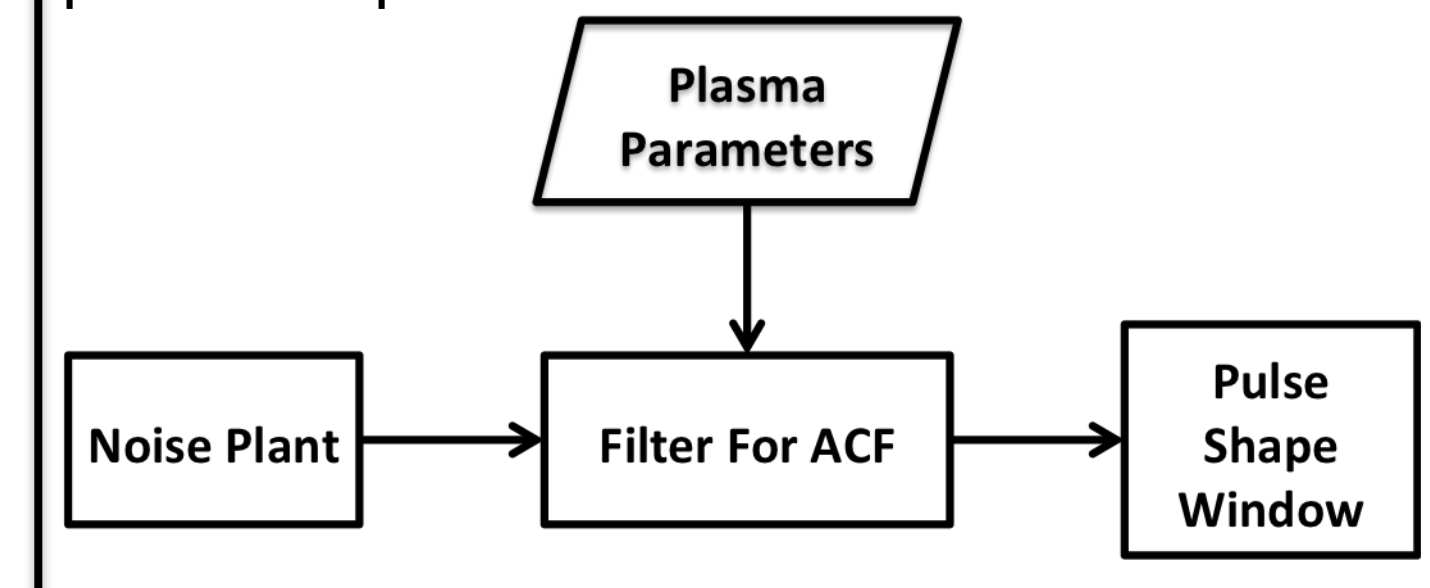 Plasma
Parameters
Noise Plant
Filter For ACF
Pulse
Shape
Window